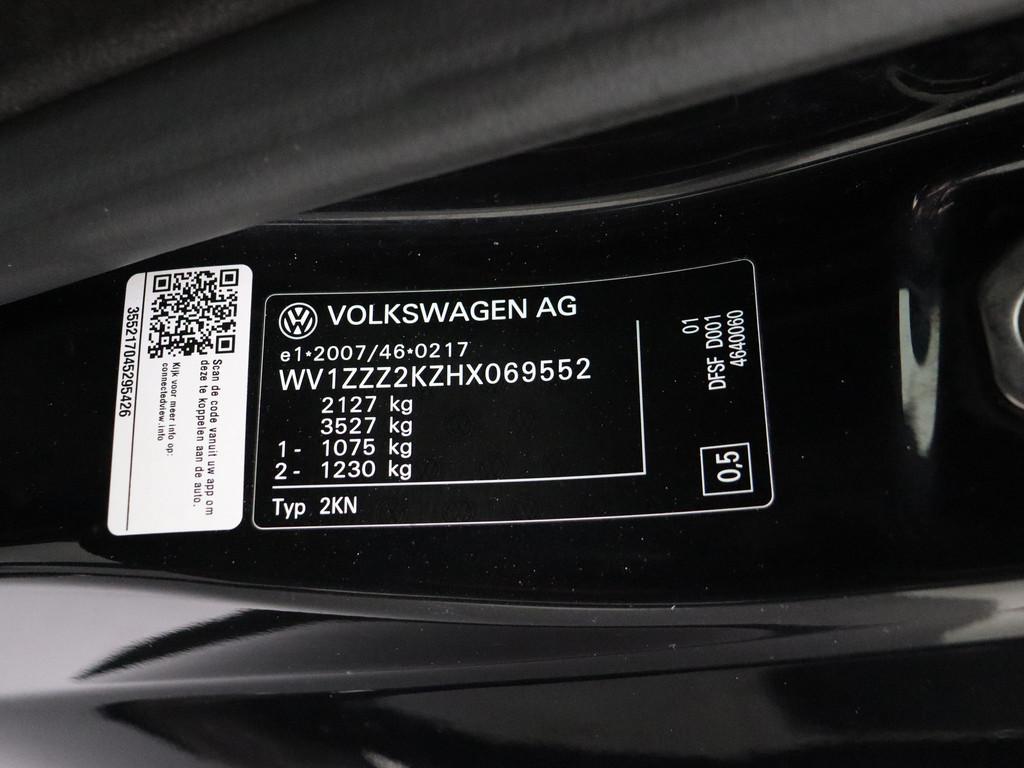 35521704529542​6
Scan de code vanuit uw app om
deze te koppelen aan de auto.
Kijk voor meer info op:
connectedview.info
VOLKSWAGEN AG
e1*2007/46*0217
WV1ZZZ2KZHX069552
2127 kg
3527 kg
1- 1075 kg
2- 1230 kg
Typ 2KN
01
DFSF D001
4640060
0,5